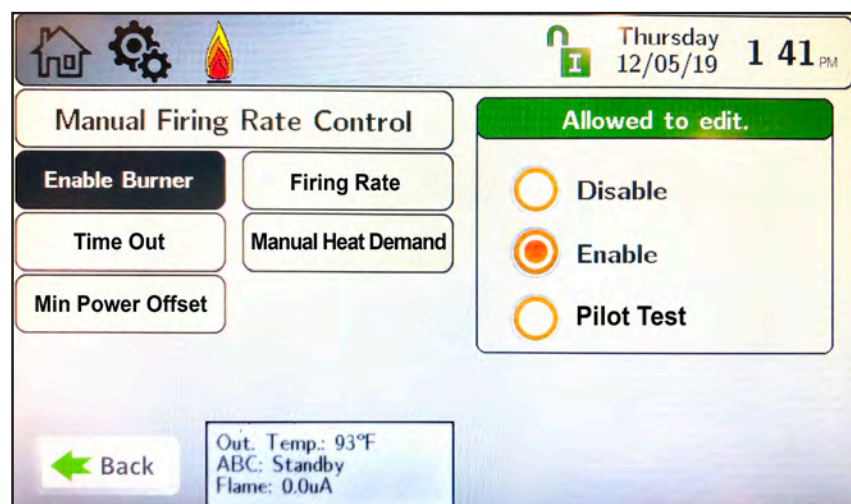 Thursday
12/05/19
1 41 PM
I
Manual Firing Rate Control
Allowed to edit.
Enable Burner
Firing Rate
Time Out
Manual Heat Demand
Min Power Offset
Disable
Enable
Pilot Test
Back
Out. Temp.: 93°F
ABC: Standby
Flame: 0.0uA